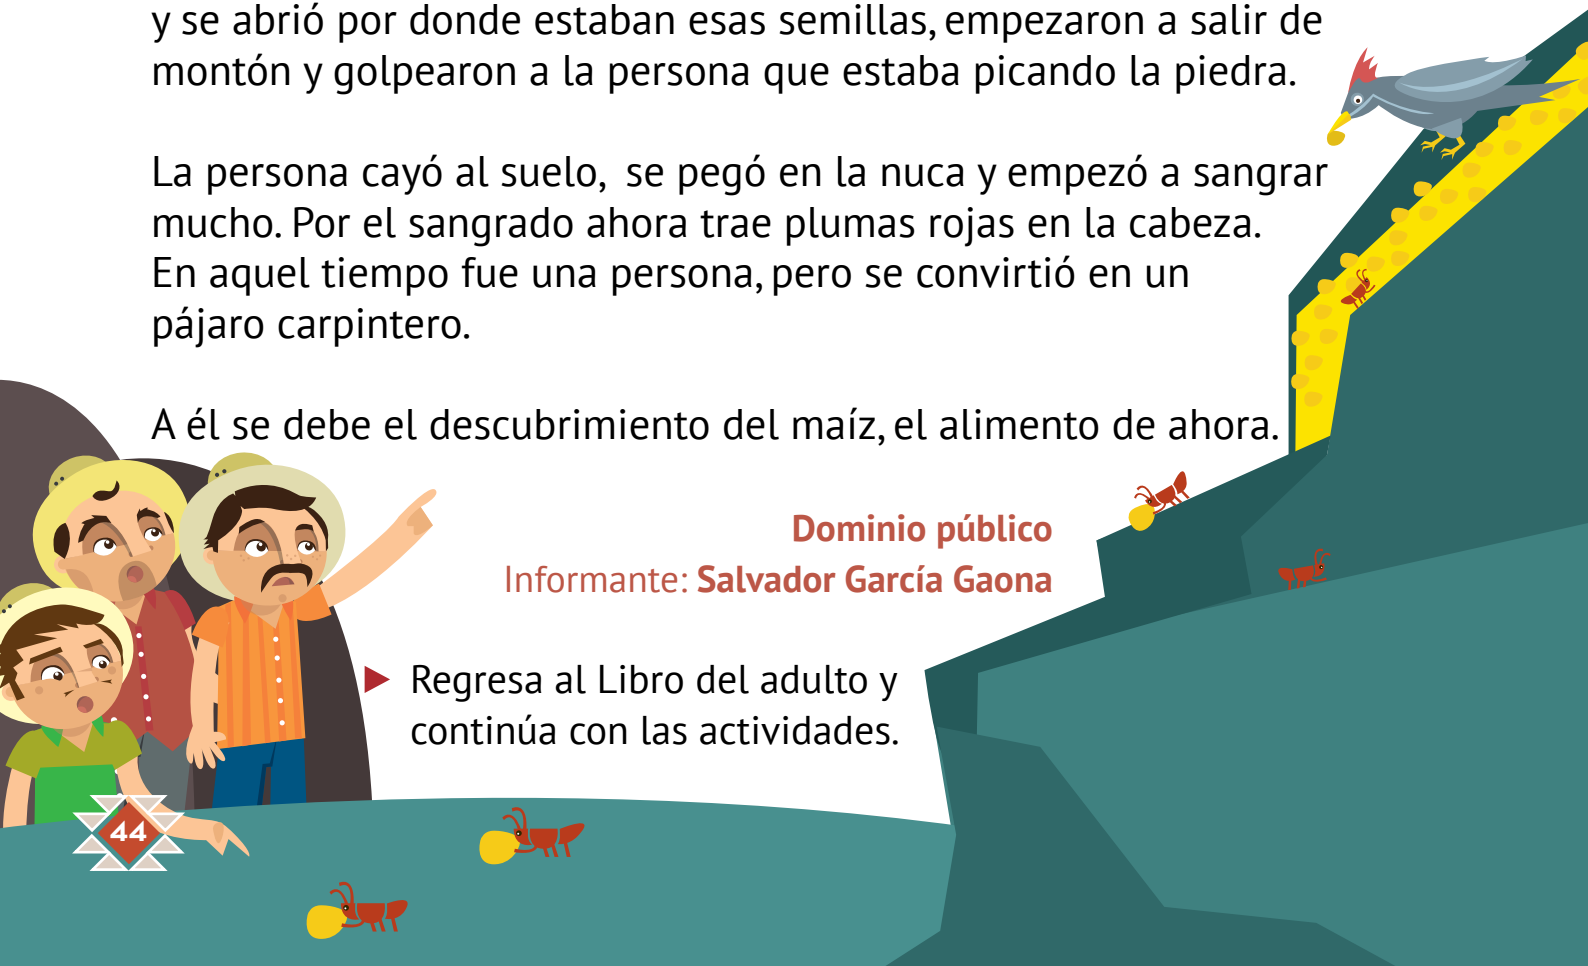 y se abrió por donde estaban esas semillas, empezaron a salir de
montón y golpearon a la persona que estaba picando la piedra.
La persona cayó al suelo, se pegó en la nuca y empezó a sangrar
mucho. Por el sangrado ahora trae plumas rojas en la cabeza.
En aquel tiempo fue una persona, pero se convirtió en un
pájaro carpintero.
A él se debe el descubrimiento del maíz, el alimento de ahora.
Dominio público
Informante: Salvador García Gaona
Regresa al Libro del adulto y
continúa con las actividades.
44